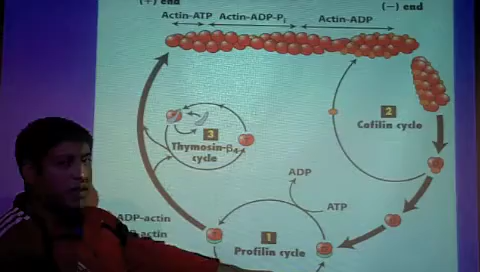 (+) end
(−) end
Actin-ATP
Actin-ADP-Pi
Actin-ADP
2
Cofilin cycle
3
Thymosin-β4
cycle
ADP
ATP
ADP-actin
actin
1
Profilin cycle